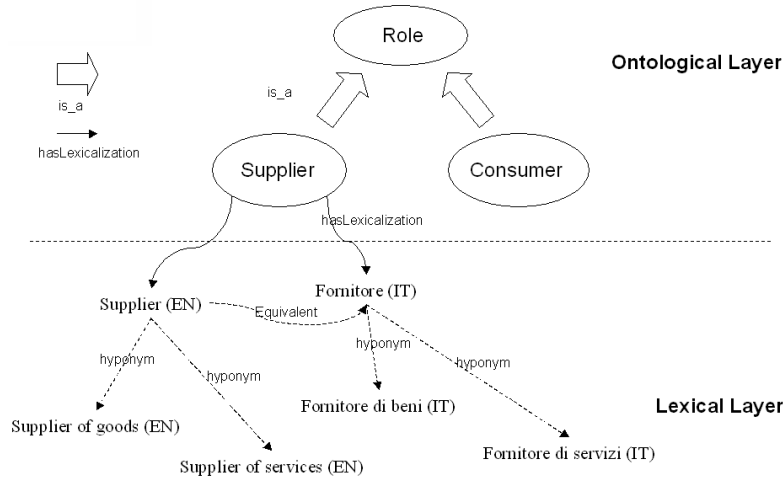 Role
Ontological Layer
is_a
is_a
hasLexicalization
Supplier
Consumer
hasLexicalization
Supplier (EN)
Fornitore (IT)
Equivalent
hyponym
hyponym
hyponym
hyponym
Supplier of goods (EN)
Fornitore di beni (IT)
Lexical Layer
Supplier of services (EN)
Fornitore di servizi (IT)